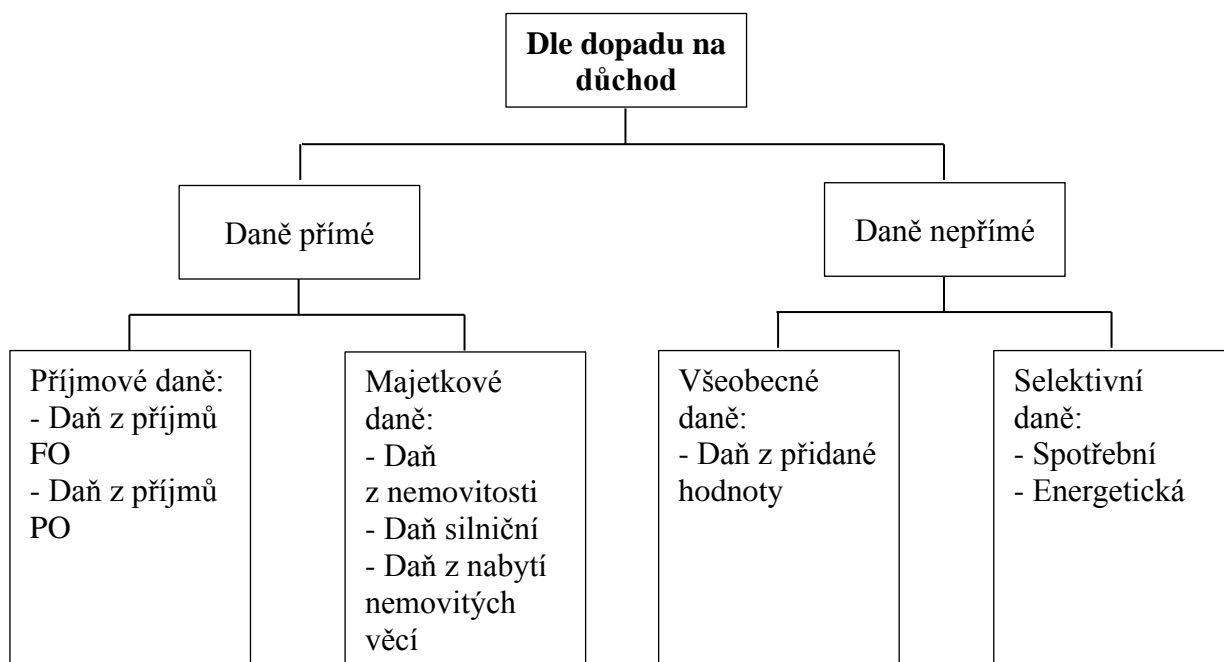 Dle dopadu na
důchod
Daně přímé
Daně nepřímé
Příjmové daně:
- Daň z příjmů
FO
- Daň z příjmů
PO
Majetkové
daně:
- Daň
z nemovitosti
- Daň silniční
- Daň z nabytí
nemovitých
věcí
Všeobecné
daně:
- Daň z přidané
hodnoty
Selektivní
daně:
- Spotřební
- Energetická